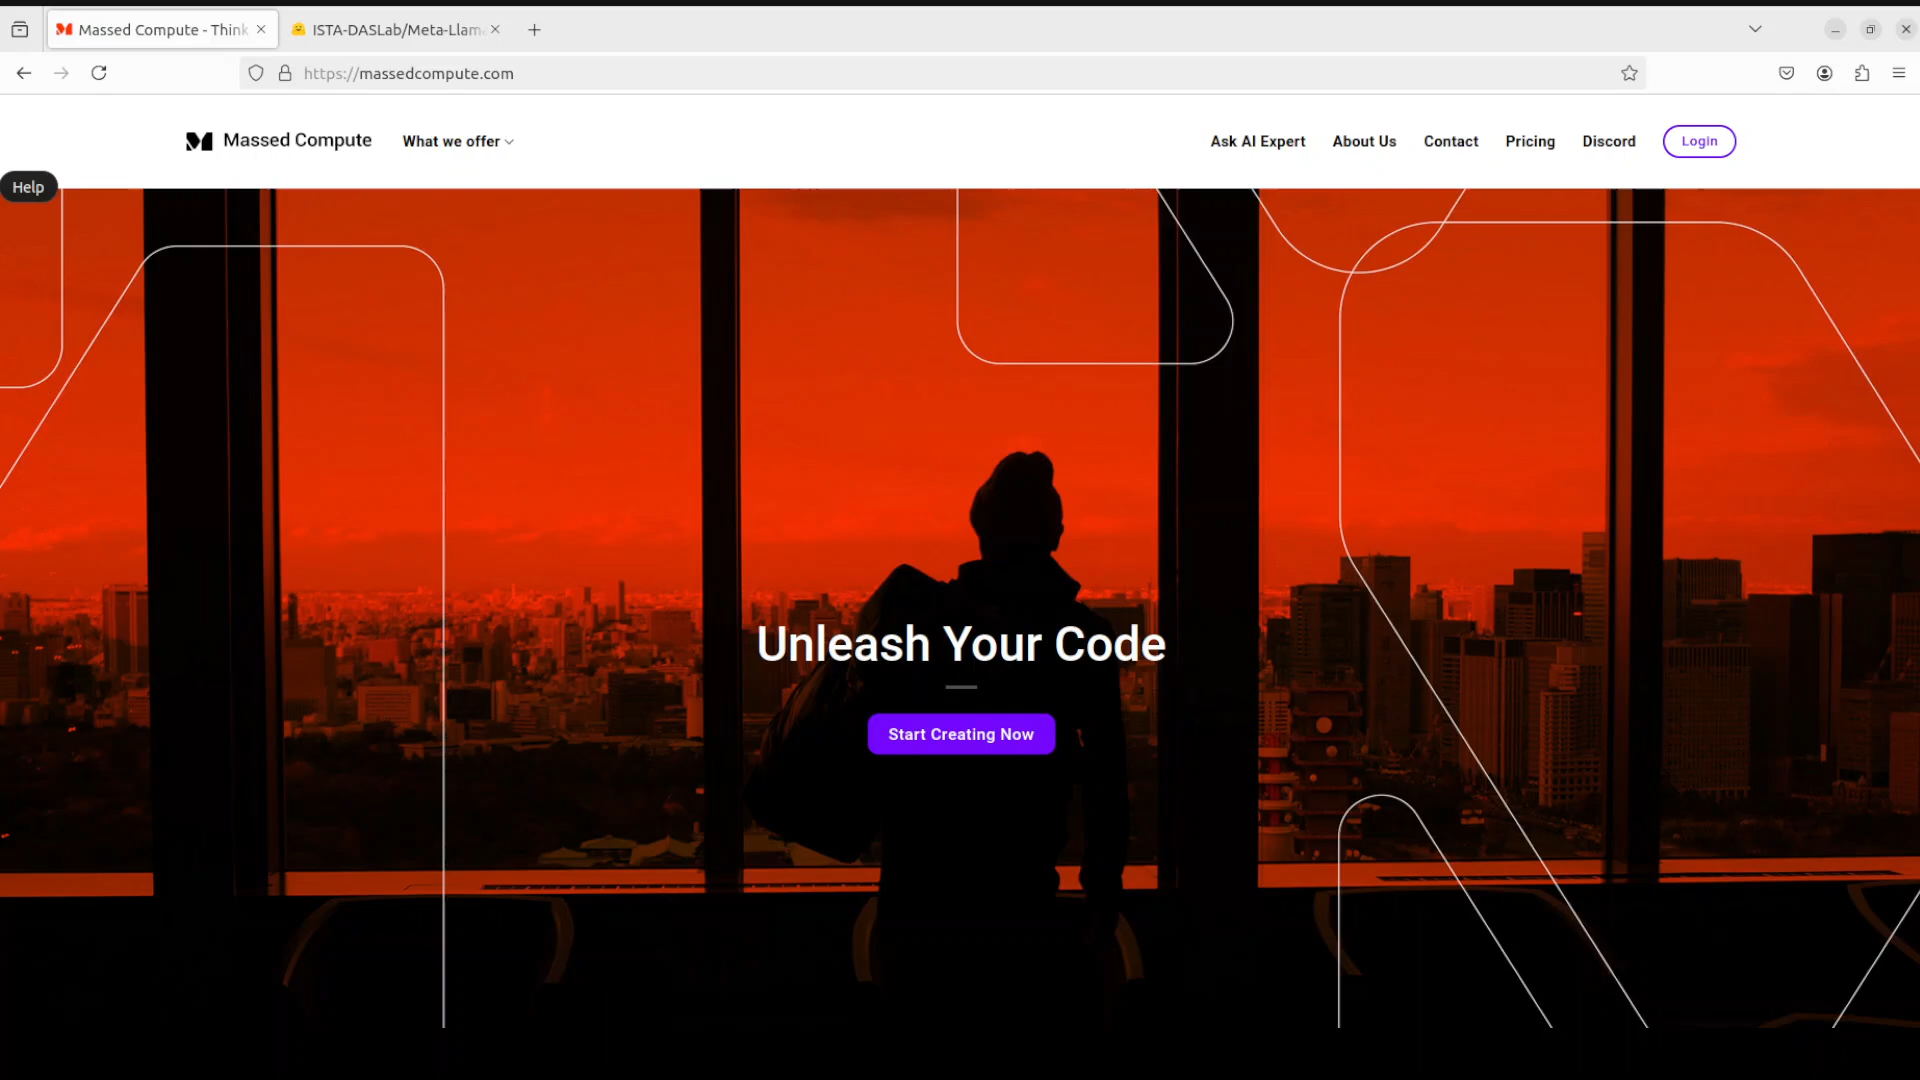 Massed Compute - Think
ISTA-DASLab/Meta-Llam
https://massedcompute.com
Massed Compute
What we offer
Ask AI Expert
About Us
Contact
Pricing
Discord
Login
Help
Unleash Your Code
Start Creating Now